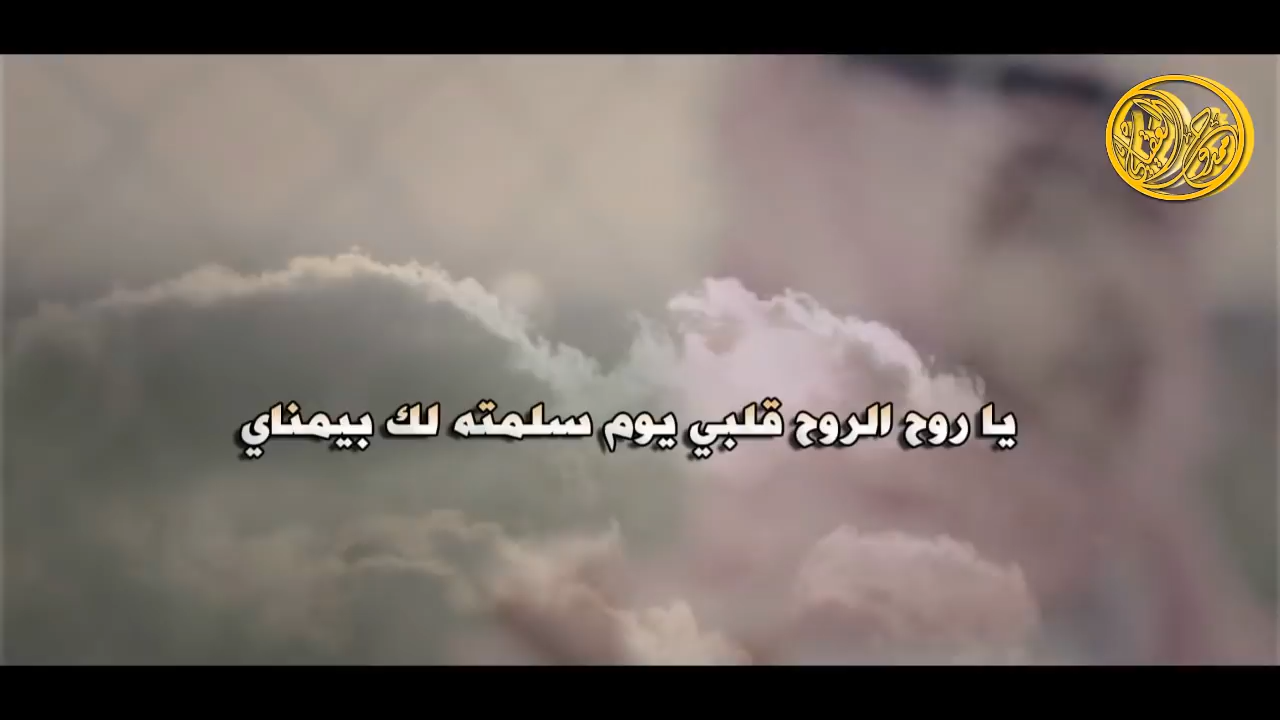 يا روح الروح قلبي يوم سلمته لك بيمناي